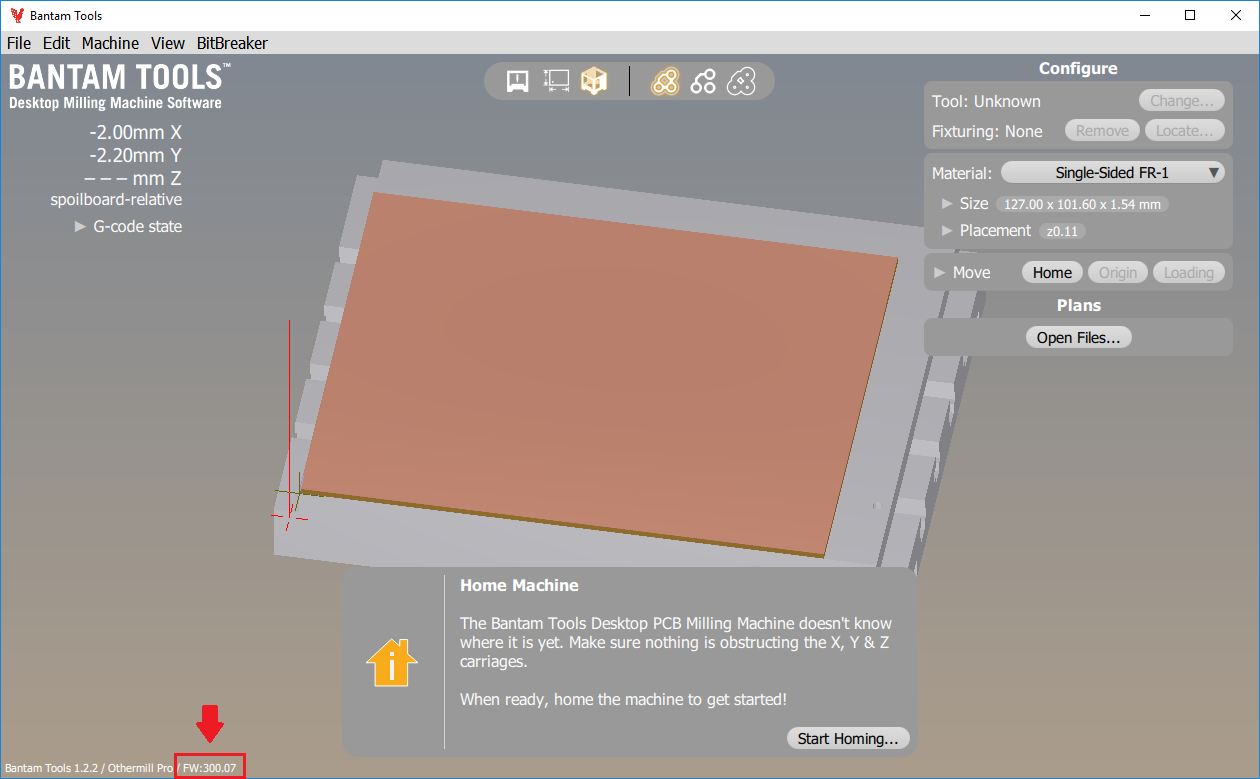 Bantam Tools
File Edit Machine View BitBreaker
BANTAM TOOLS™
Desktop Milling Machine Software
-2.00mm X
-2.20mm Y
– – – mm Z
spoilboard-relative
G-code state
Configure
Tool: Unknown Change...
Fixturing: None Remove Locate...
Material: Single-Sided FR-1
Size 127.00 x 101.60 x 1.54 mm
Placement z0.11
Move Home Origin Loading
Plans
Open Files...
Home Machine
The Bantam Tools Desktop PCB Milling Machine doesn't know
where it is yet. Make sure nothing is obstructing the X, Y & Z
carriages.
When ready, home the machine to get started!
Start Homing...
Bantam Tools 1.2.2 / Othermill Pro/ FW:300.07